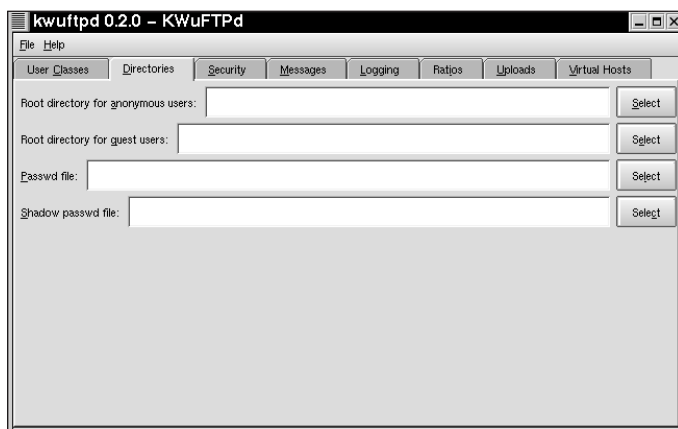 kwuftpd 0.2.0 – KWuFTPd
File Help
User Classes Directories Security Messages Logging Ratios Uploads Virtual Hosts
Root directory for anonymous users: Select
Root directory for guest users: Select
Passwd file: Select
Shadow passwd file: Select